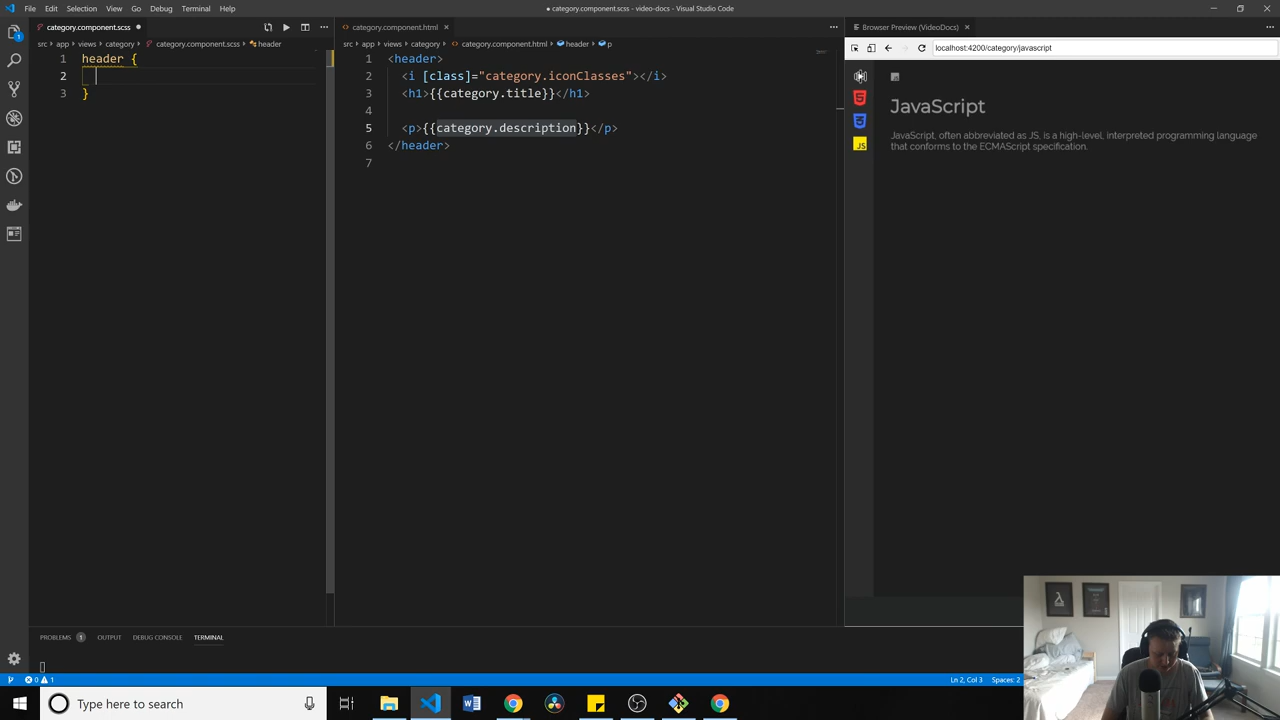 File Edit Selection View Go Debug Terminal Help
● category.component.scss - video-docs - Visual Studio Code
category.component.scss ●
src › app › views › category › category.component.scss › header
1 header {
2
3 }
category.component.html ×
src › app › views › category › category.component.html › header › p
1 <header>
2 <i [class]="category.iconClasses"></i>
3 <h1>{{category.title}}</h1>
4
5 <p>{{category.description}}</p>
6 </header>
7
Browser Preview (VideoDocs) ×
localhost:4200/category/javascript
JS
JavaScript
JavaScript, often abbreviated as JS, is a high-level, interpreted programming language
that conforms to the ECMAScript specification.
PROBLEMS 1 OUTPUT DEBUG CONSOLE TERMINAL
0 1 Ln 2, Col 3 Spaces: 2
Type here to search